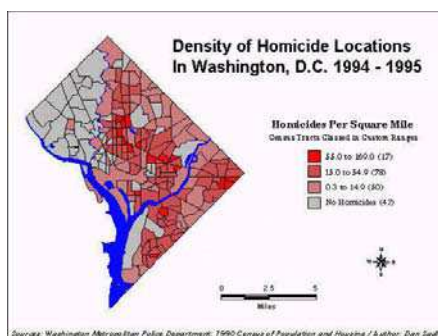 Density of Homicide Locations
In Washington, D.C. 1994 - 1995
Homicides Per Square Mile
Census Tracts Classed in Custom Ranges
55.0 to 169.0 (17)
15.0 to 54.9 (78)
0.3 to 14.9 (50)
No Homicides (47)
0 2.5 5
Miles
Sources: Washington Metropolitan Police Department; 1990 Census of Population and Housing / Author: Dan